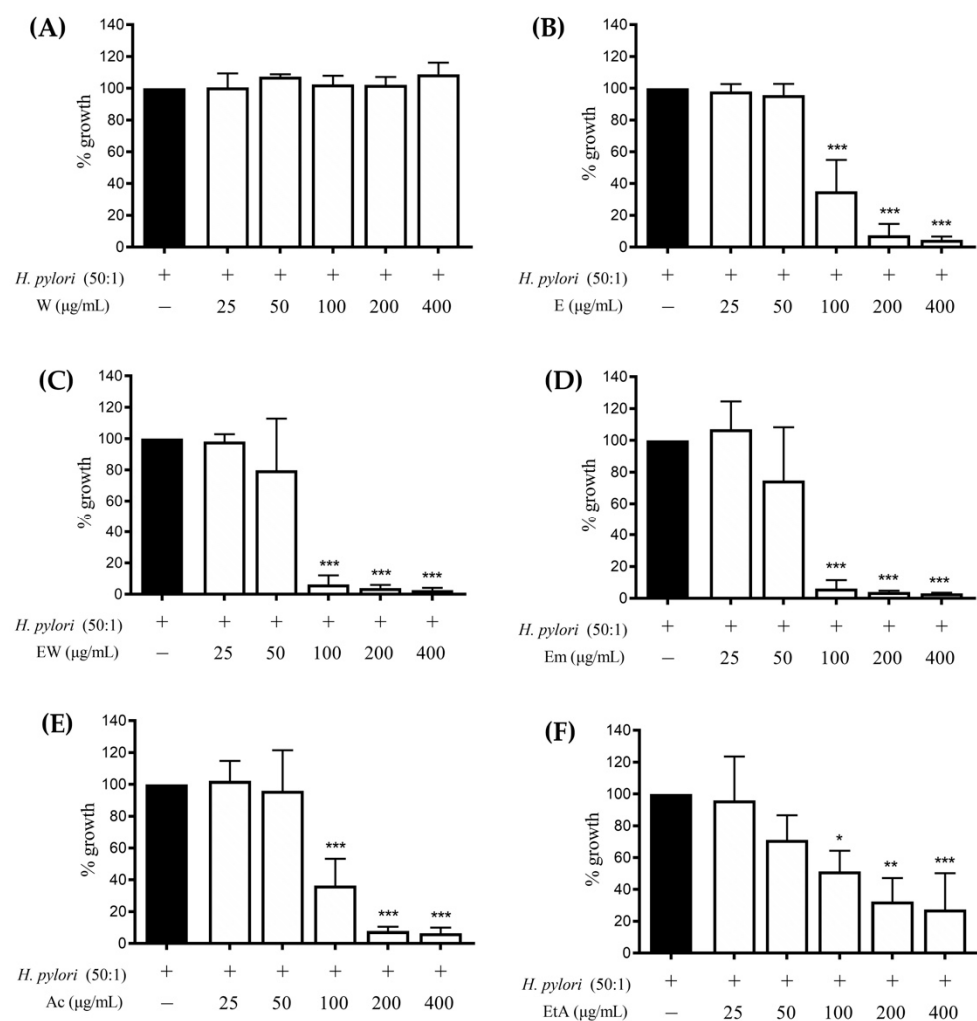 (A)
140
120
100
80
60
40
20
0
% growth
H. pylori (50:1) + + + + + +
W (µg/mL) – 25 50 100 200 400
(B)
140
120
100
80
60
40
20
0
% growth
*** *** ***
H. pylori (50:1) + + + + + +
E (µg/mL) – 25 50 100 200 400
(C)
140
120
100
80
60
40
20
0
% growth
*** *** ***
H. pylori (50:1) + + + + + +
EW (µg/mL) – 25 50 100 200 400
(D)
140
120
100
80
60
40
20
0
% growth
*** *** ***
H. pylori (50:1) + + + + + +
Em (µg/mL) – 25 50 100 200 400
(E)
140
120
100
80
60
40
20
0
% growth
*** *** ***
H. pylori (50:1) + + + + + +
Ac (µg/mL) – 25 50 100 200 400
(F)
140
120
100
80
60
40
20
0
% growth
* ** ***
H. pylori (50:1) + + + + + +
EtA (µg/mL) – 25 50 100 200 400